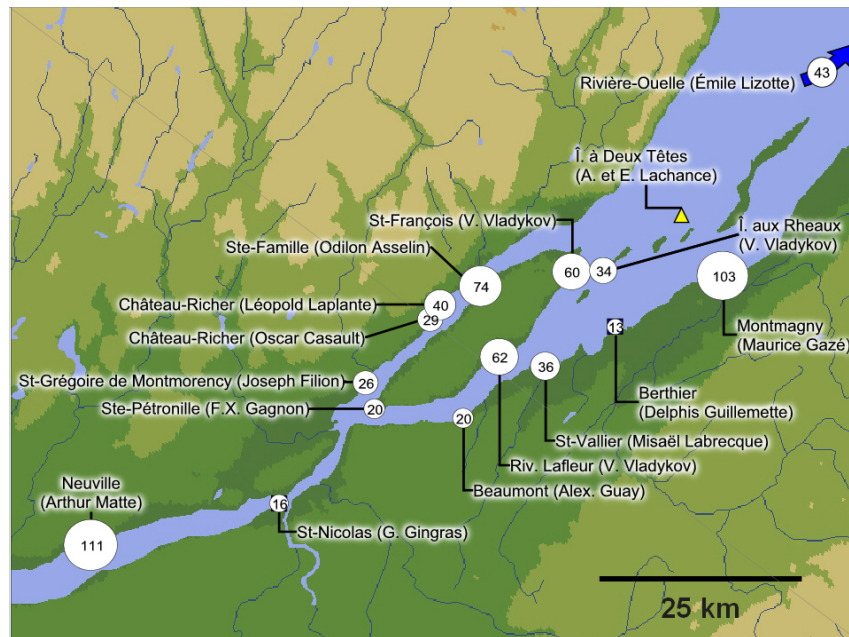 43
Rivière-Ouelle (Émile Lizotte)
Î. à Deux Têtes
(A. et E. Lachance)
St-François (V. Vladykov)
Î. aux Rheaux
(V. Vladykov)
Ste-Famille (Odilon Asselin)
60
34
103
74
Château-Richer (Léopold Laplante)
40
29
Château-Richer (Oscar Casault)
13
Montmagny
(Maurice Gazé)
62
36
St-Grégoire de Montmorency (Joseph Filion)
26
Ste-Pétronille (F.X. Gagnon)
20
20
Berthier
(Delphis Guillemette)
St-Vallier (Misaël Labrecque)
Riv. Lafleur (V. Vladykov)
Beaumont (Alex. Guay)
Neuville
(Arthur Matte)
16
St-Nicolas (G. Gingras)
111
25 km